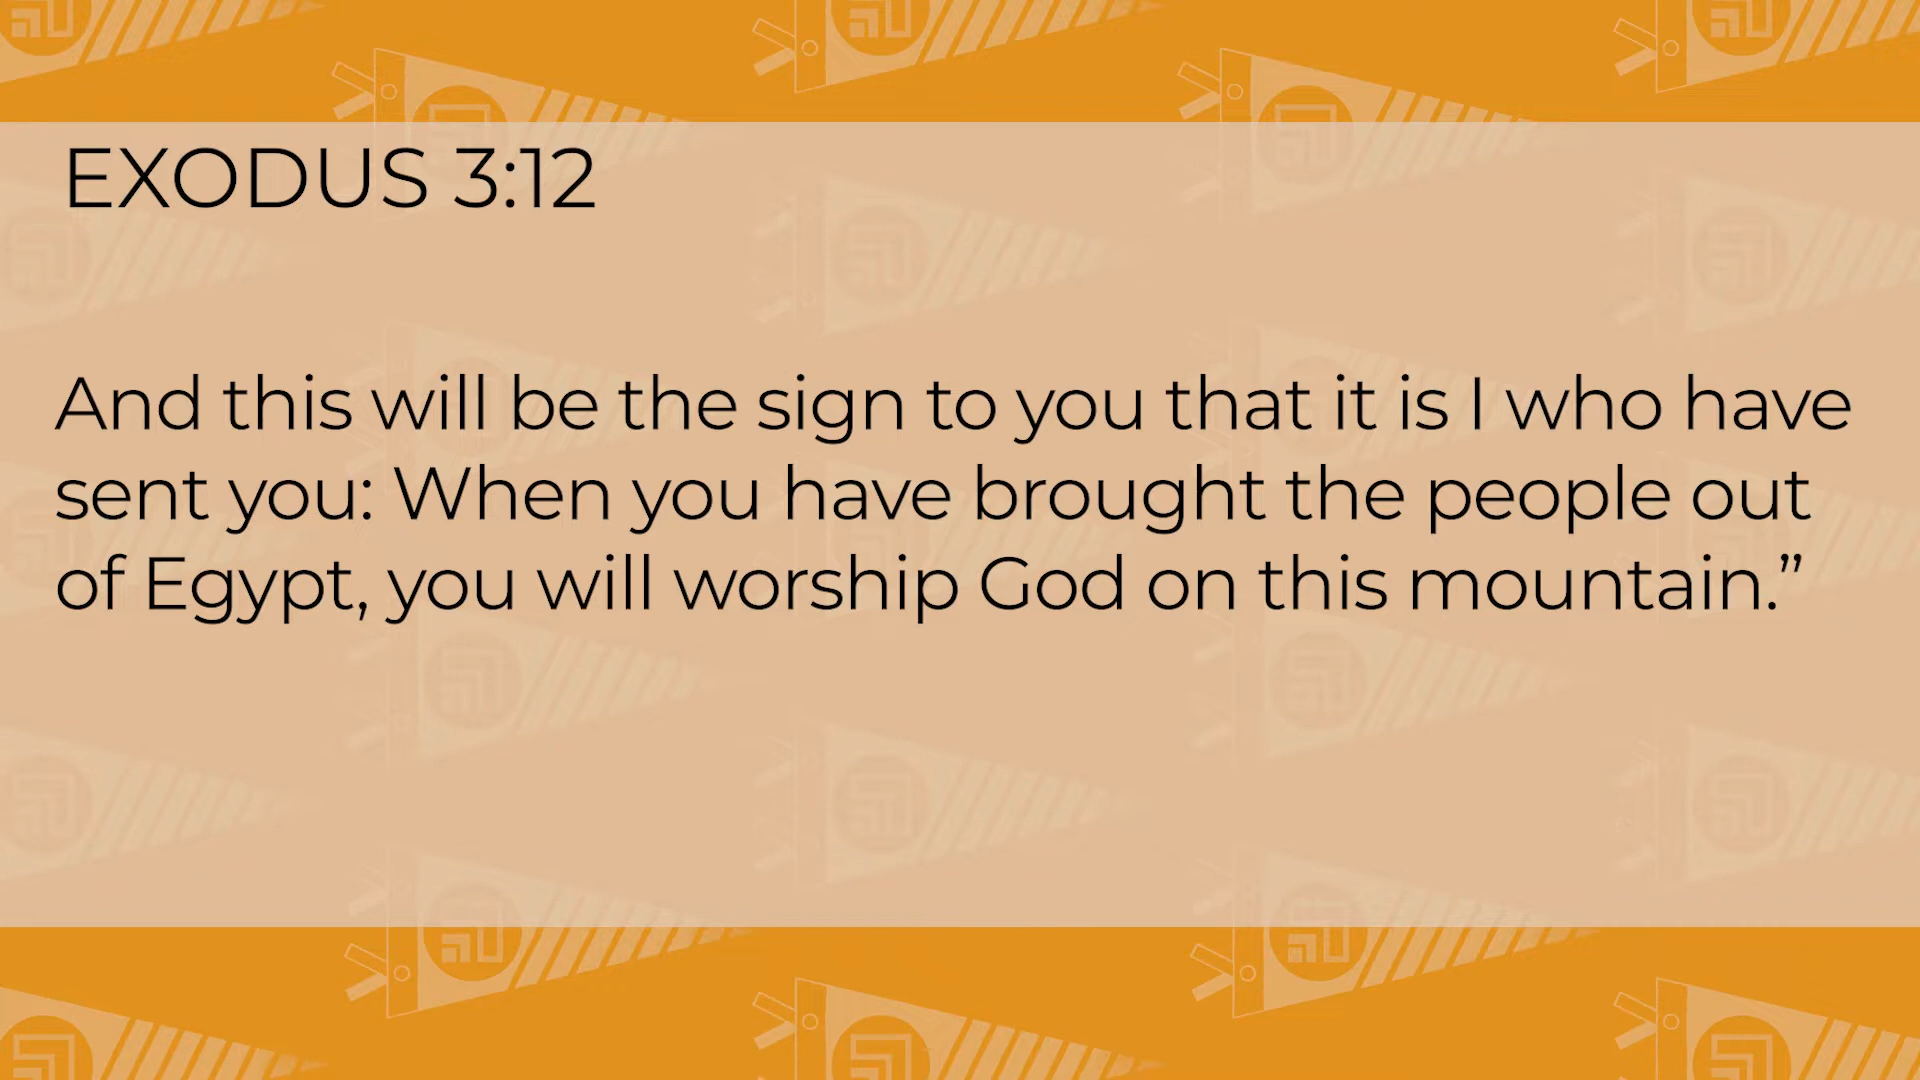 EXODUS 3:12
And this will be the sign to you that it is I who have
sent you: When you have brought the people out
of Egypt, you will worship God on this mountain.”